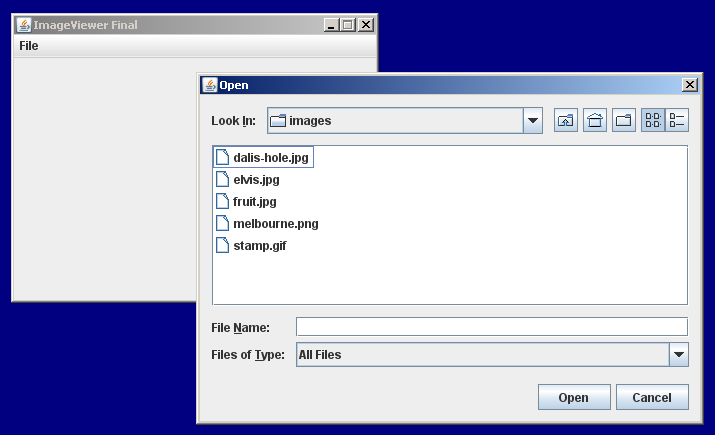 ImageViewer Final
File
Open
Look In: images
dalis-hole.jpg
elvis.jpg
fruit.jpg
melbourne.png
stamp.gif
File Name:
Files of Type: All Files
Open Cancel